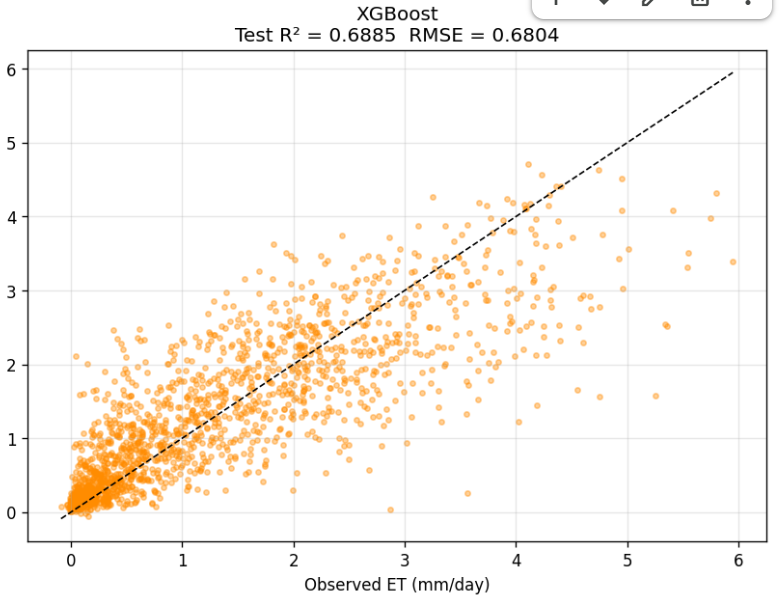 XGBoost
Test R² = 0.6885 RMSE = 0.6804
6
5
4
3
2
1
0
0 1 2 3 4 5 6
Observed ET (mm/day)